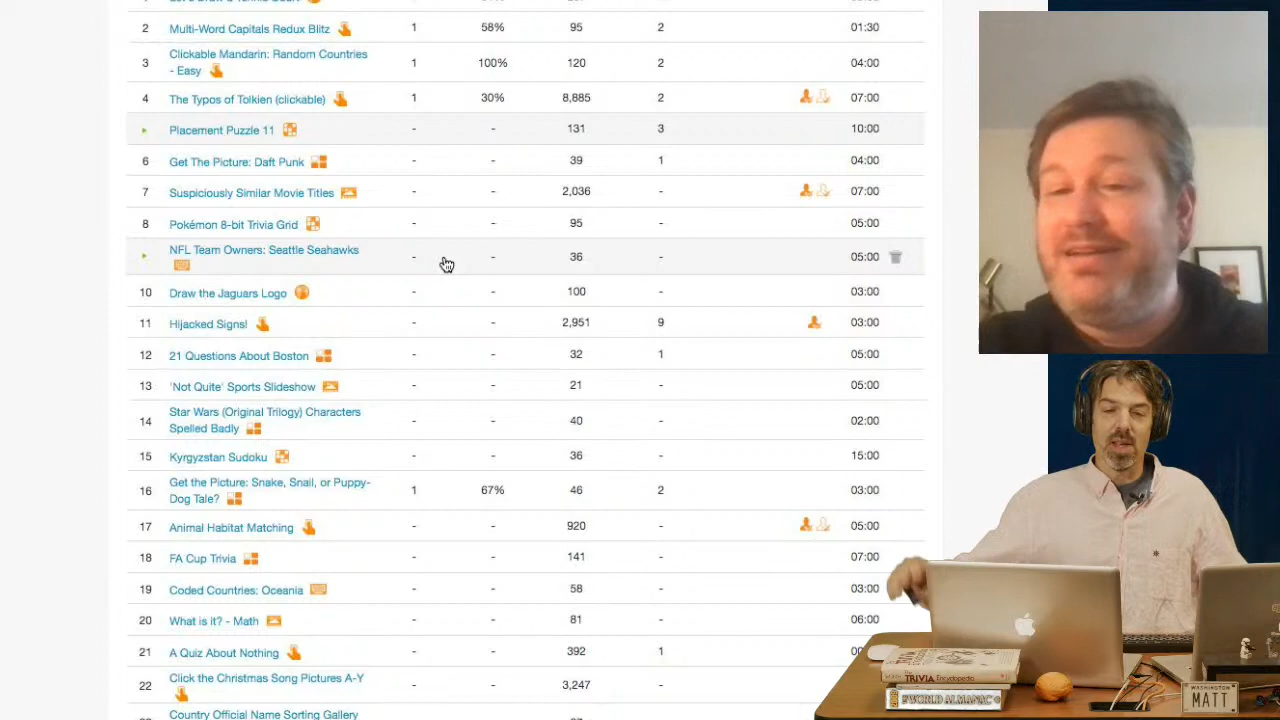 2 Multi-Word Capitals Redux Blitz 1 58% 95 2 01:30
3 Clickable Mandarin: Random Countries - Easy 1 100% 120 2 04:00
4 The Typos of Tolkien (clickable) 1 30% 8,885 2 07:00
Placement Puzzle 11 - - 131 3 10:00
6 Get The Picture: Daft Punk - - 39 1 04:00
7 Suspiciously Similar Movie Titles - - 2,036 - 07:00
8 Pokémon 8-bit Trivia Grid - - 95 - 05:00
NFL Team Owners: Seattle Seahawks - - 36 - 05:00
10 Draw the Jaguars Logo - - 100 - 03:00
11 Hijacked Signs! - - 2,951 9 03:00
12 21 Questions About Boston - - 32 1 05:00
13 'Not Quite' Sports Slideshow - - 21 - 05:00
14 Star Wars (Original Trilogy) Characters Spelled Badly - - 40 - 02:00
15 Kyrgyzstan Sudoku - - 36 - 15:00
16 Get the Picture: Snake, Snail, or Puppy-Dog Tale? 1 67% 46 2 03:00
17 Animal Habitat Matching - - 920 - 05:00
18 FA Cup Trivia - - 141 - 07:00
19 Coded Countries: Oceania - - 58 - 03:00
20 What is it? - Math - - 81 - 06:00
21 A Quiz About Nothing - - 392 1
22 Click the Christmas Song Pictures A-Y - - 3,247 -
Country Official Name Sorting Gallery
TRIVIA Encyclopedia
WORLD ALMANAC
WASHINGTON
MATT